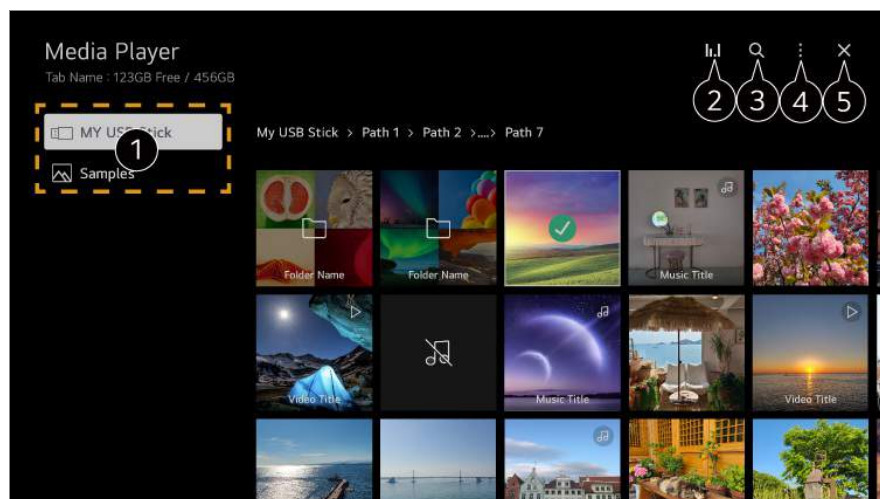 Media Player
Tab Name : 123GB Free / 456GB
2
3
4
5
MY USB Stick
1
Samples
My USB Stick > Path 1 > Path 2 >....> Path 7
Folder Name
Folder Name
Music Title
Video Title
Music Title
Video Title